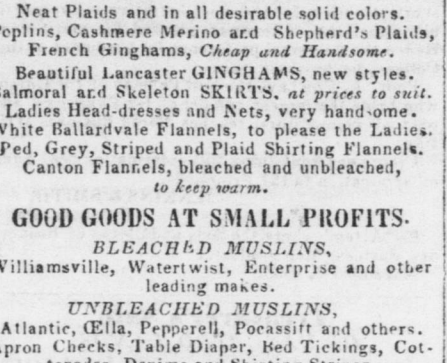 Neat Plaids and in all desirable solid colors.
Poplins, Cashmere Merino and Shepherd's Plaids,
French Ginghams, Cheap and Handsome.
Beautiful Lancaster GINGHAMS, new styles.
Balmoral and Skeleton SKIRTS, at prices to suit.
Ladies Head-dresses and Nets, very handsome.
White Ballardvale Flannels, to please the Ladies.
Red, Grey, Striped and Plaid Shirting Flannels.
Canton Flannels, bleached and unbleached,
to keep warm.
GOOD GOODS AT SMALL PROFITS.
BLEACHED MUSLINS,
Williamsville, Watertwist, Enterprise and other
leading makes.
UNBLEACHED MUSLINS,
Atlantic, Œlla, Pepperell, Pocassitt and others.
Apron Checks, Table Diaper, Bed Tickings, Cot-